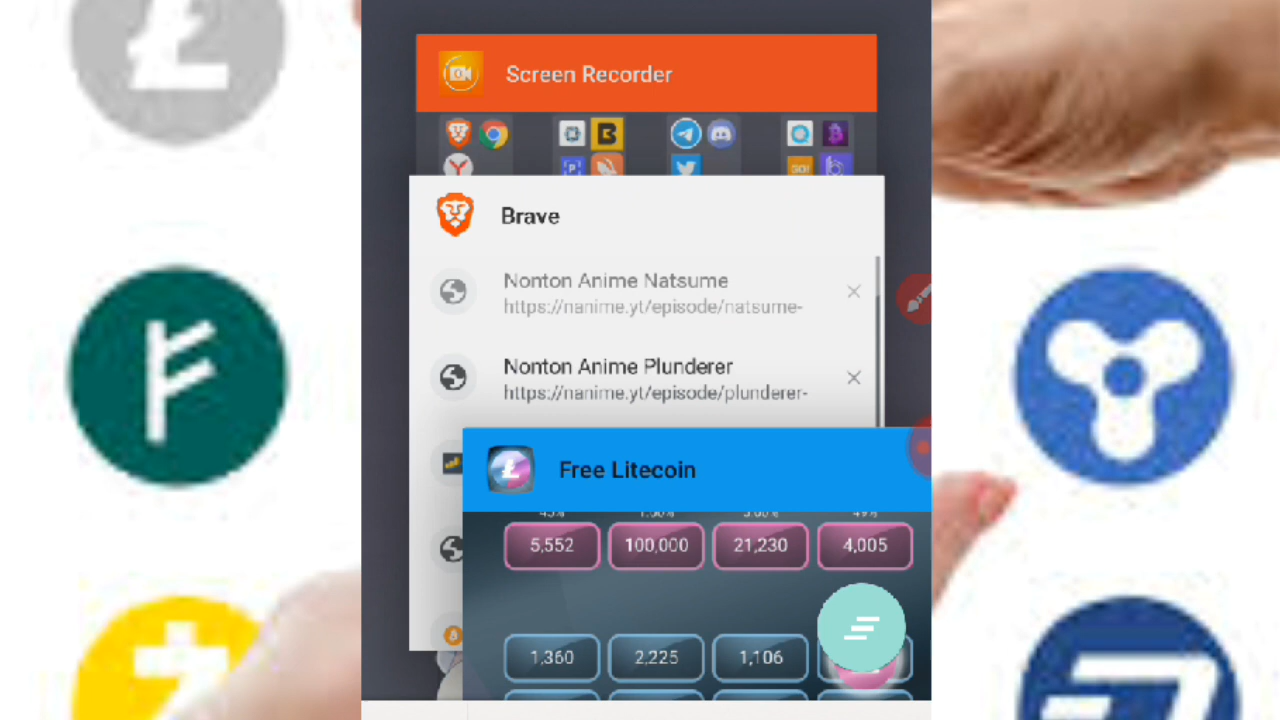 Screen Recorder
Brave
Nonton Anime Natsume
https://nanime.yt/episode/natsume-
Nonton Anime Plunderer
https://nanime.yt/episode/plunderer-
Free Litecoin
5,552 100,000 21,230 4,005
1,360 2,225 1,106